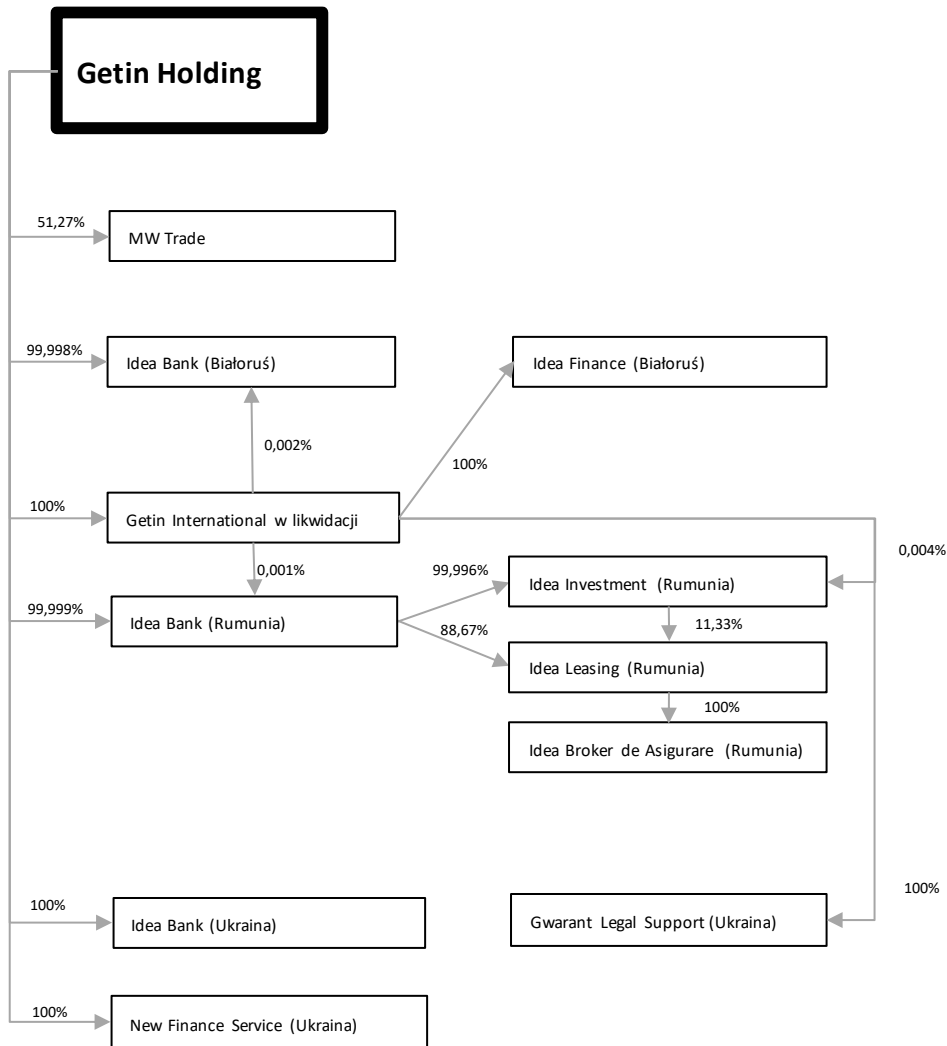 Getin Holding
51,27%
MW Trade
99,998%
Idea Bank (Białoruś)
Idea Finance (Białoruś)
0,002%
100%
100%
Getin International w likwidacji
0,004%
0,001%
99,996%
Idea Investment (Rumunia)
99,999%
Idea Bank (Rumunia)
88,67%
11,33%
Idea Leasing (Rumunia)
100%
Idea Broker de Asigurare (Rumunia)
100%
100%
Idea Bank (Ukraina)
Gwarant Legal Support (Ukraina)
100%
New Finance Service (Ukraina)